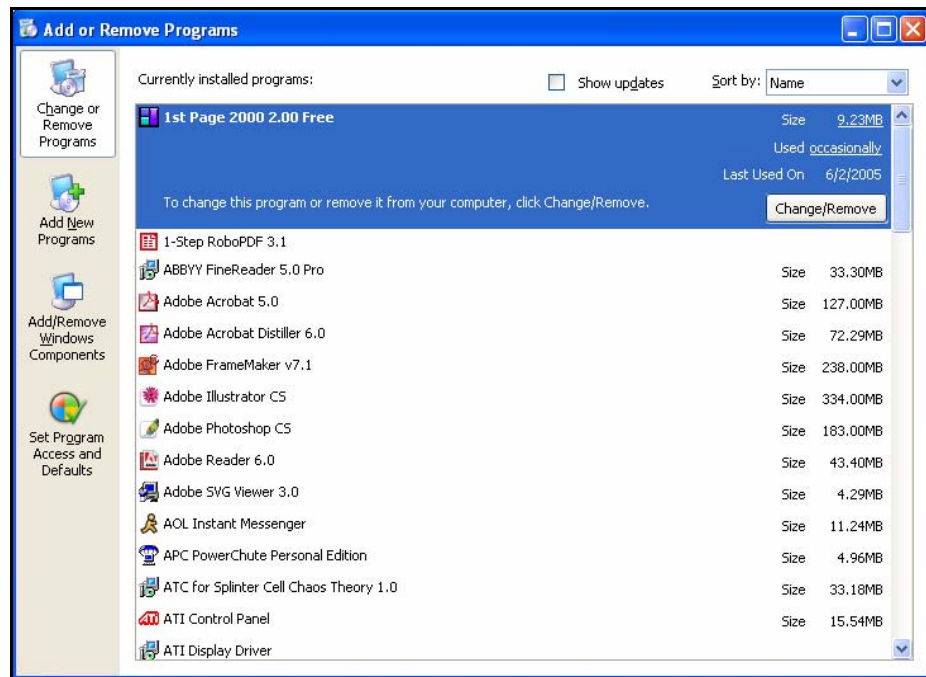 Add or Remove Programs
Change or
Remove
Programs
Add New
Programs
Add/Remove
Windows
Components
Set Program
Access and
Defaults
Currently installed programs:
Show updates
Sort by: Name
1st Page 2000 2.00 Free Size 9.23MB
Used occasionally
Last Used On 6/2/2005
To change this program or remove it from your computer, click Change/Remove. Change/Remove
1-Step RoboPDF 3.1
ABBYY FineReader 5.0 Pro Size 33.30MB
Adobe Acrobat 5.0 Size 127.00MB
Adobe Acrobat Distiller 6.0 Size 72.29MB
Adobe FrameMaker v7.1 Size 238.00MB
Adobe Illustrator CS Size 334.00MB
Adobe Photoshop CS Size 183.00MB
Adobe Reader 6.0 Size 43.40MB
Adobe SVG Viewer 3.0 Size 4.29MB
AOL Instant Messenger Size 11.24MB
APC PowerChute Personal Edition Size 4.96MB
ATC for Splinter Cell Chaos Theory 1.0 Size 33.18MB
ATI Control Panel Size 15.54MB
ATI Display Driver